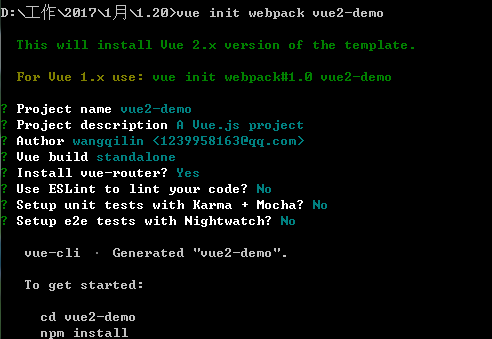 D:\工作\2017\1月\1.20>vue init webpack vue2-demo
This will install Vue 2.x version of the template.
For Vue 1.x use: vue init webpack#1.0 vue2-demo
? Project name vue2-demo
? Project description A Vue.js project
? Author wangqilin <1239958163@qq.com>
? Vue build standalone
? Install vue-router? Yes
? Use ESLint to lint your code? No
? Setup unit tests with Karma + Mocha? No
? Setup e2e tests with Nightwatch? No
vue-cli · Generated "vue2-demo".
To get started:
cd vue2-demo
npm install